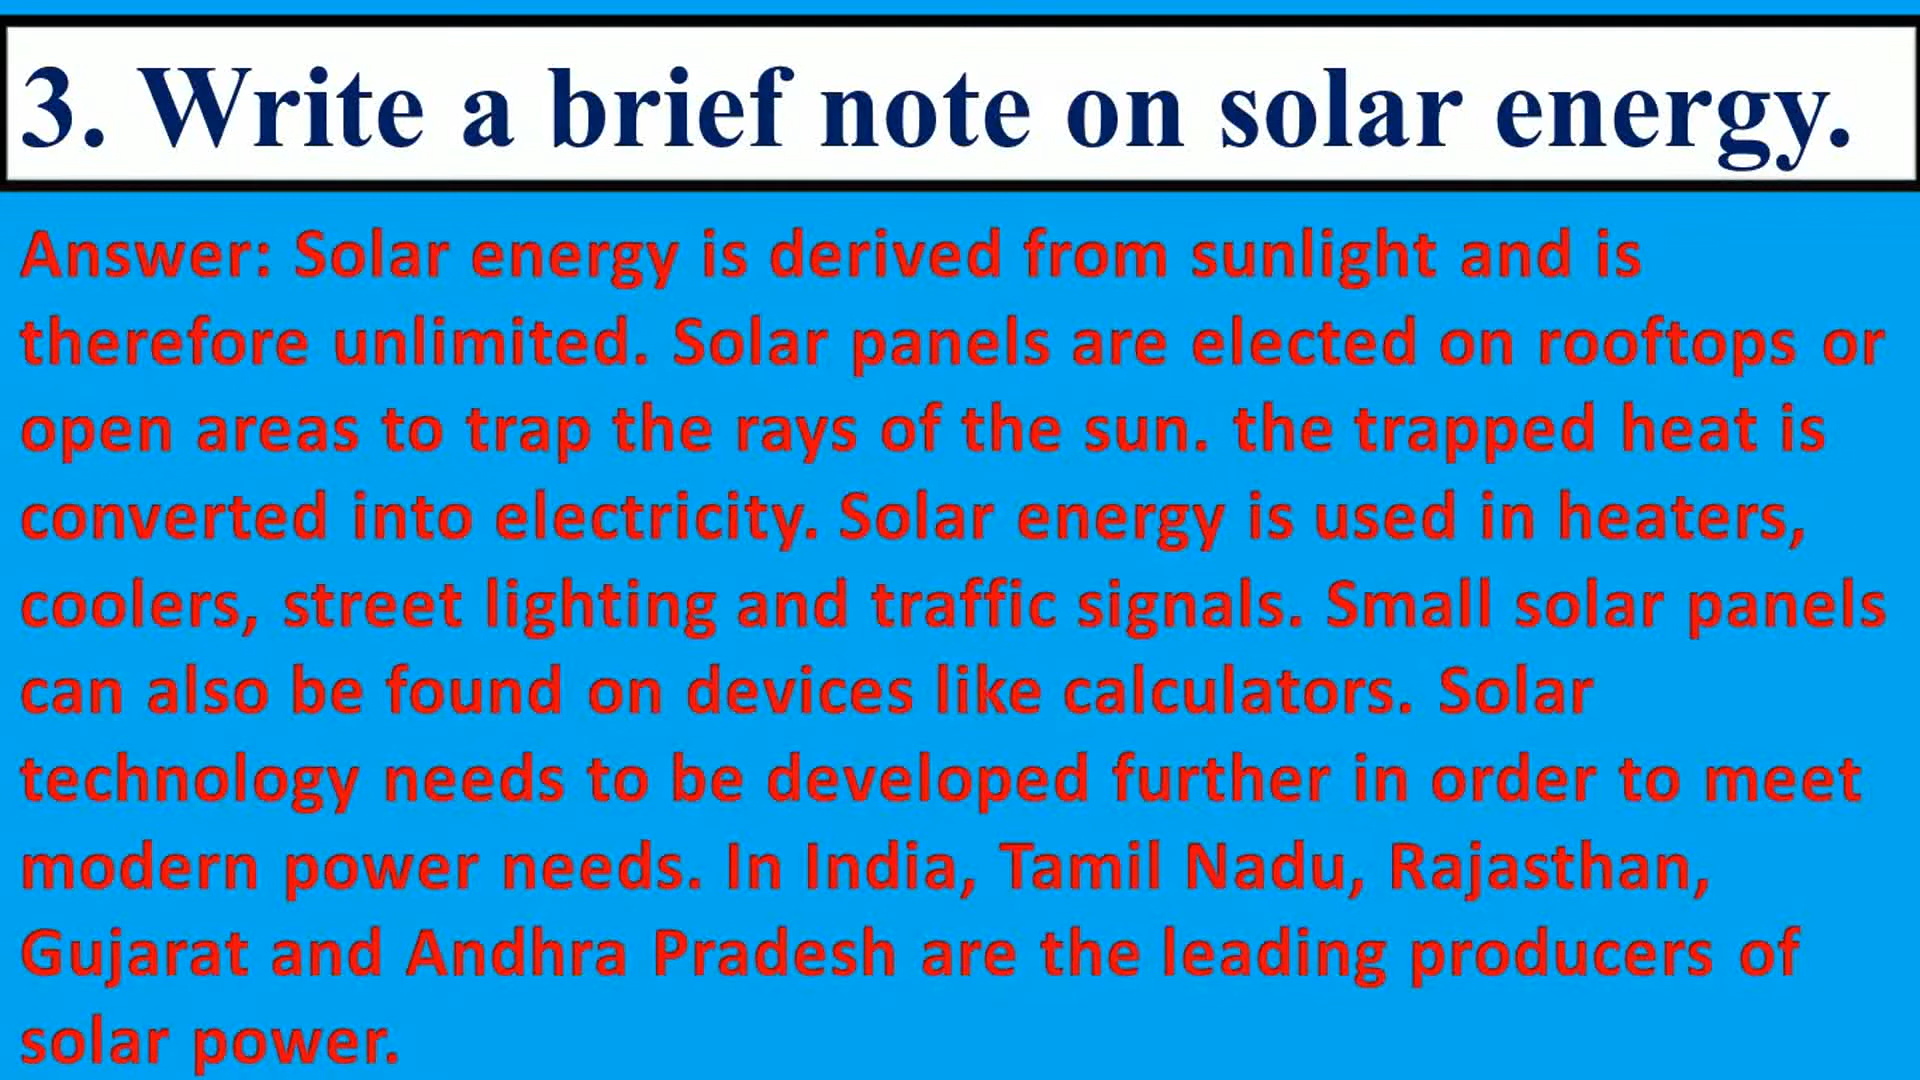 3. Write a brief note on solar energy.
Answer: Solar energy is derived from sunlight and is
therefore unlimited. Solar panels are elected on rooftops or
open areas to trap the rays of the sun. the trapped heat is
converted into electricity. Solar energy is used in heaters,
coolers, street lighting and traffic signals. Small solar panels
can also be found on devices like calculators. Solar
technology needs to be developed further in order to meet
modern power needs. In India, Tamil Nadu, Rajasthan,
Gujarat and Andhra Pradesh are the leading producers of
solar power.